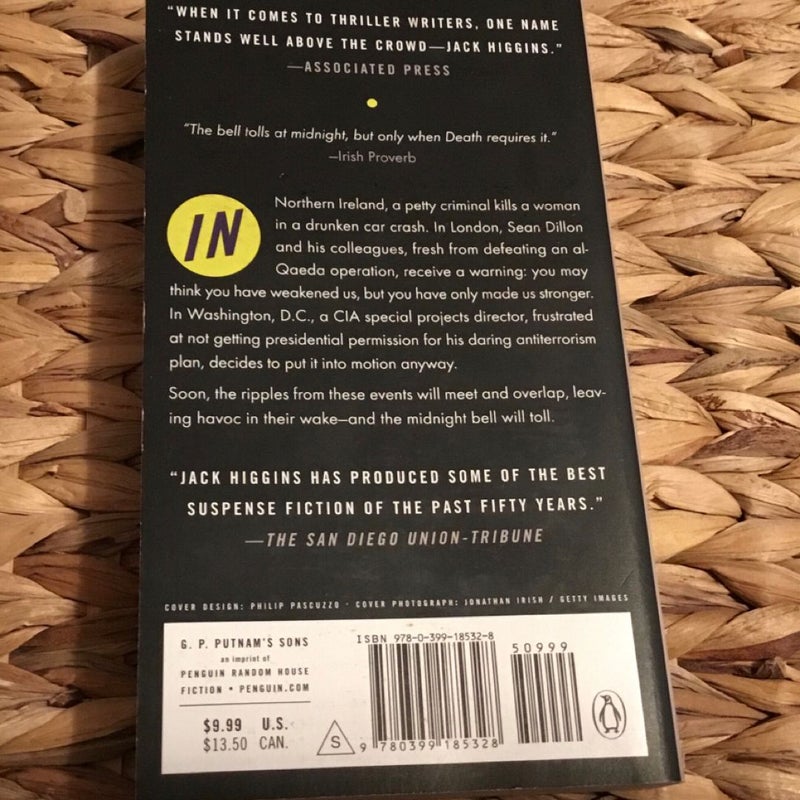 “WHEN IT COMES TO THRILLER WRITERS, ONE NAME
STANDS WELL ABOVE THE CROWD—JACK HIGGINS.”
—ASSOCIATED PRESS
“The bell tolls at midnight, but only when Death requires it.”
—Irish Proverb
IN
Northern Ireland, a petty criminal kills a woman
in a drunken car crash. In London, Sean Dillon
and his colleagues, fresh from defeating an al-
Qaeda operation, receive a warning: you may
think you have weakened us, but you have only made us stronger.
In Washington, D.C., a CIA special projects director, frustrated
at not getting presidential permission for his daring antiterrorism
plan, decides to put it into motion anyway.
Soon, the ripples from these events will meet and overlap, leav-
ing havoc in their wake—and the midnight bell will toll.
“JACK HIGGINS HAS PRODUCED SOME OF THE BEST
SUSPENSE FICTION OF THE PAST FIFTY YEARS.”
—THE SAN DIEGO UNION-TRIBUNE
COVER DESIGN: PHILIP PASCUZZO · COVER PHOTOGRAPH: JONATHAN IRISH / GETTY IMAGES
G. P. PUTNAM'S SONS
an imprint of
PENGUIN RANDOM HOUSE
FICTION • PENGUIN.COM
$9.99 U.S.
$13.50 CAN.
S
ISBN 978-0-399-18532-8
50999
9 780399 185328